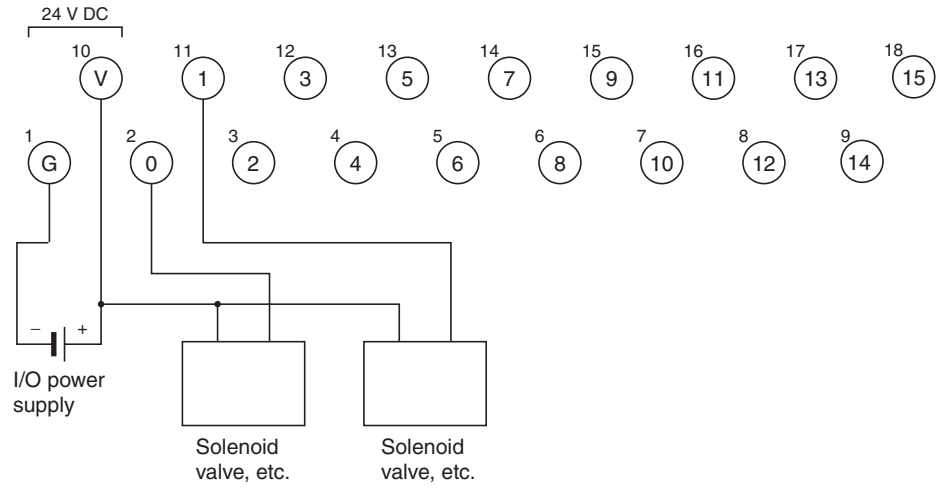 24 V DC
10 11 12 13 14 15 16 17 18
V 1 3 5 7 9 11 13 15
1 2 3 4 5 6 7 8 9
G 0 2 4 6 8 10 12 14
− +
I/O power
supply
Solenoid
valve, etc.
Solenoid
valve, etc.